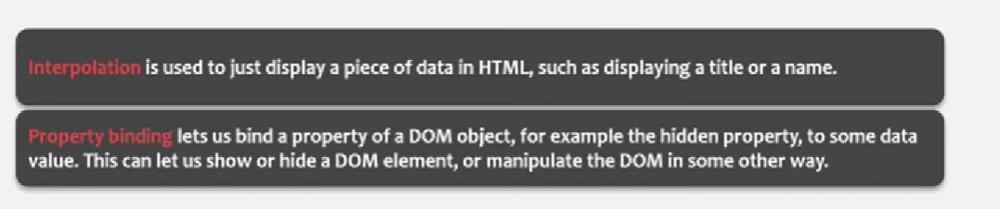 Interpolation is used to just display a piece of data in HTML, such as displaying a title or a name.
Property binding lets us bind a property of a DOM object, for example the hidden property, to some data
value. This can let us show or hide a DOM element, or manipulate the DOM in some other way.